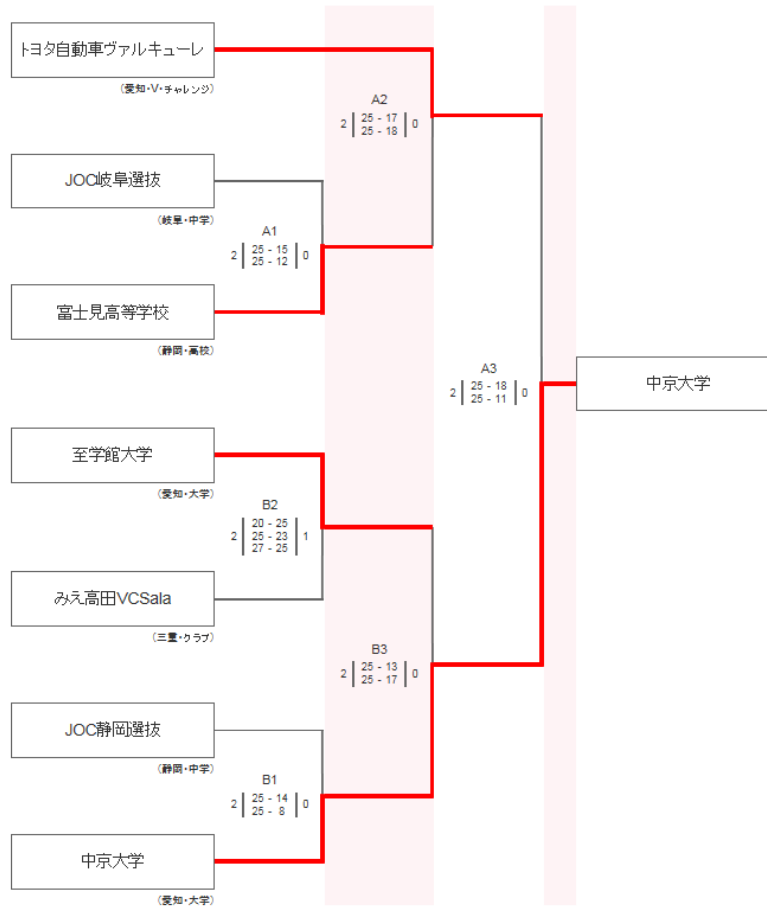 トヨタ自動車ヴァルキューレ
(愛知・V・チャレンジ)
A2
2 25 - 17 0
25 - 18
JOC岐阜選抜
(岐阜・中学)
A1
2 25 - 15 0
25 - 12
富士見高等学校
(静岡・高校)
A3
2 25 - 18 0
25 - 11
中京大学
至学館大学
(愛知・大学)
B2
20 - 25
2 25 - 23 1
27 - 25
みえ高田VCSala
(三重・クラブ)
B3
2 25 - 13 0
25 - 17
JOC静岡選抜
(静岡・中学)
B1
2 25 - 14 0
25 - 8
中京大学
(愛知・大学)